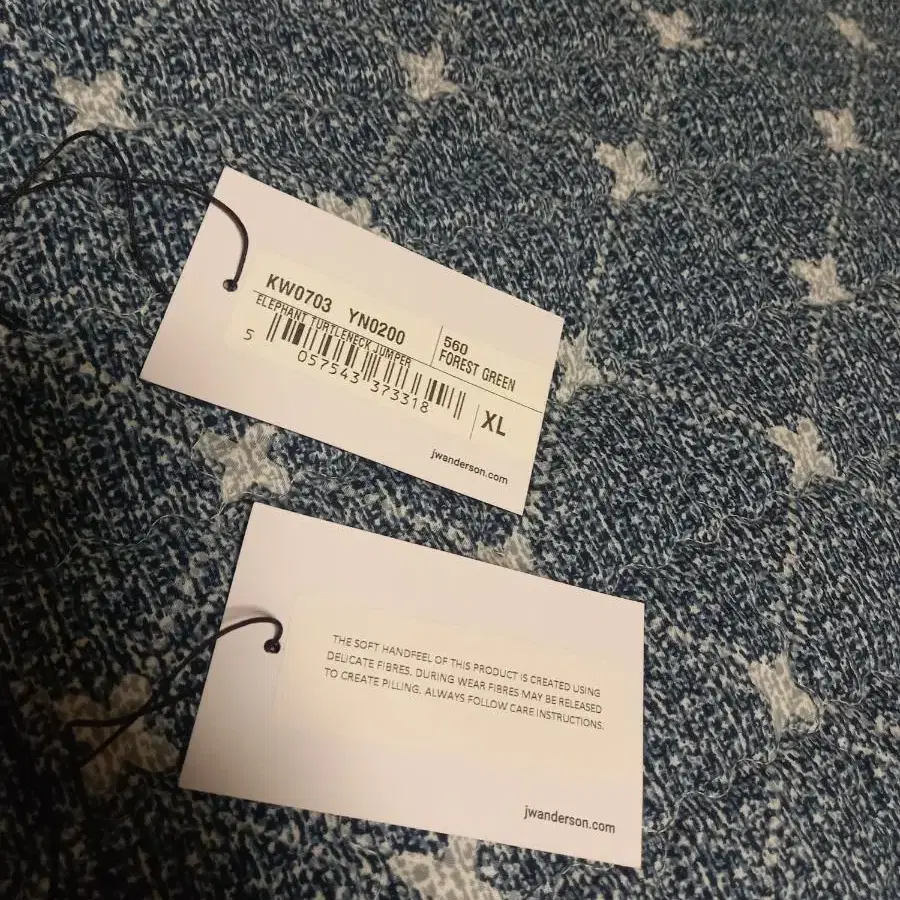 KW0703 YN0200
ELEPHANT TURTLENECK JUMPER
560
FOREST GREEN
5 057543 373318
XL
jwanderson.com
THE SOFT HANDFEEL OF THIS PRODUCT IS CREATED USING
DELICATE FIBRES. DURING WEAR FIBRES MAY BE RELEASED
TO CREATE PILLING. ALWAYS FOLLOW CARE INSTRUCTIONS.
jwanderson.com